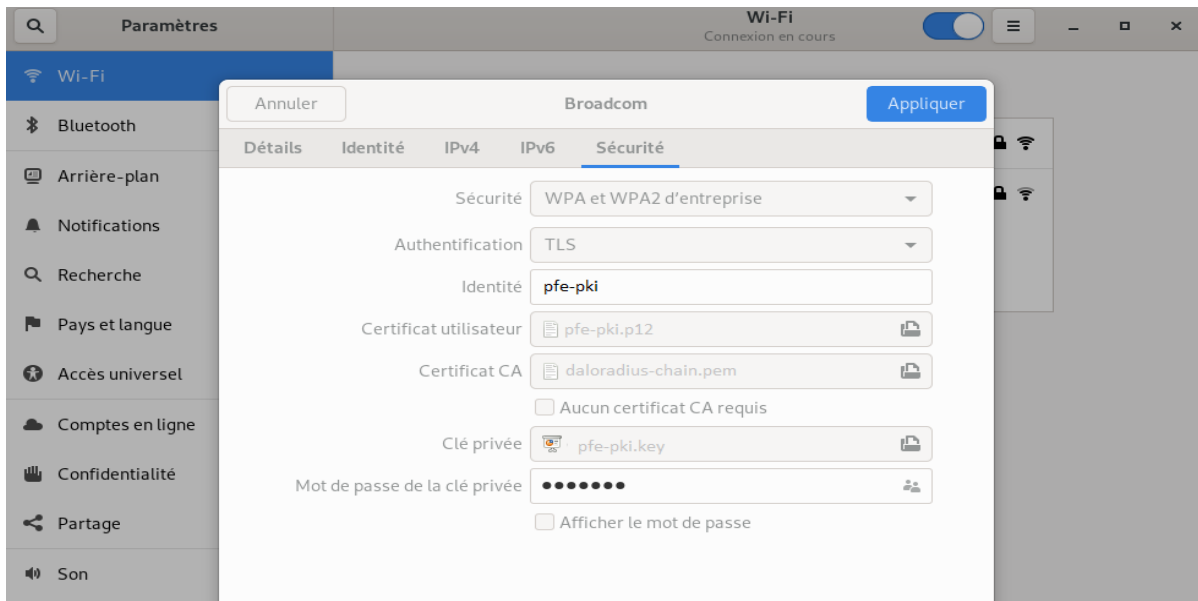 Paramètres
Wi-Fi
Connexion en cours
Wi-Fi
Bluetooth
Arrière-plan
Notifications
Recherche
Pays et langue
Accès universel
Comptes en ligne
Confidentialité
Partage
Son
Annuler
Broadcom
Appliquer
Détails
Identité
IPv4
IPv6
Sécurité
Sécurité
WPA et WPA2 d'entreprise
Authentification
TLS
Identité
pfe-pki
Certificat utilisateur
pfe-pki.p12
Certificat CA
daloradius-chain.pem
Aucun certificat CA requis
Clé privée
pfe-pki.key
Mot de passe de la clé privée
●●●●●●●
Afficher le mot de passe